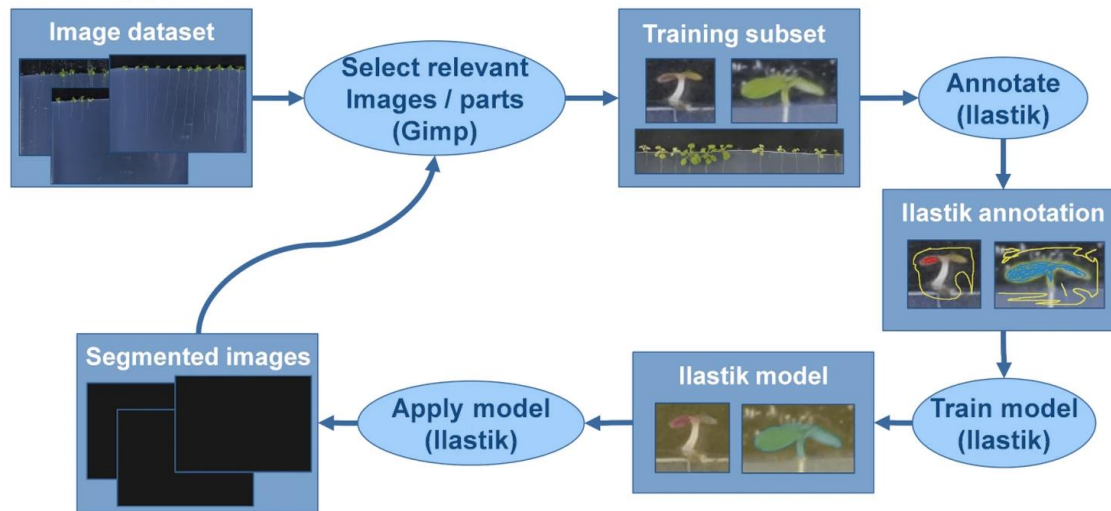 Image dataset
Select relevant
Images / parts
(Gimp)
Training subset
Annotate
(Ilastik)
Ilastik annotation
Train model
(Ilastik)
Ilastik model
Apply model
(Ilastik)
Segmented images